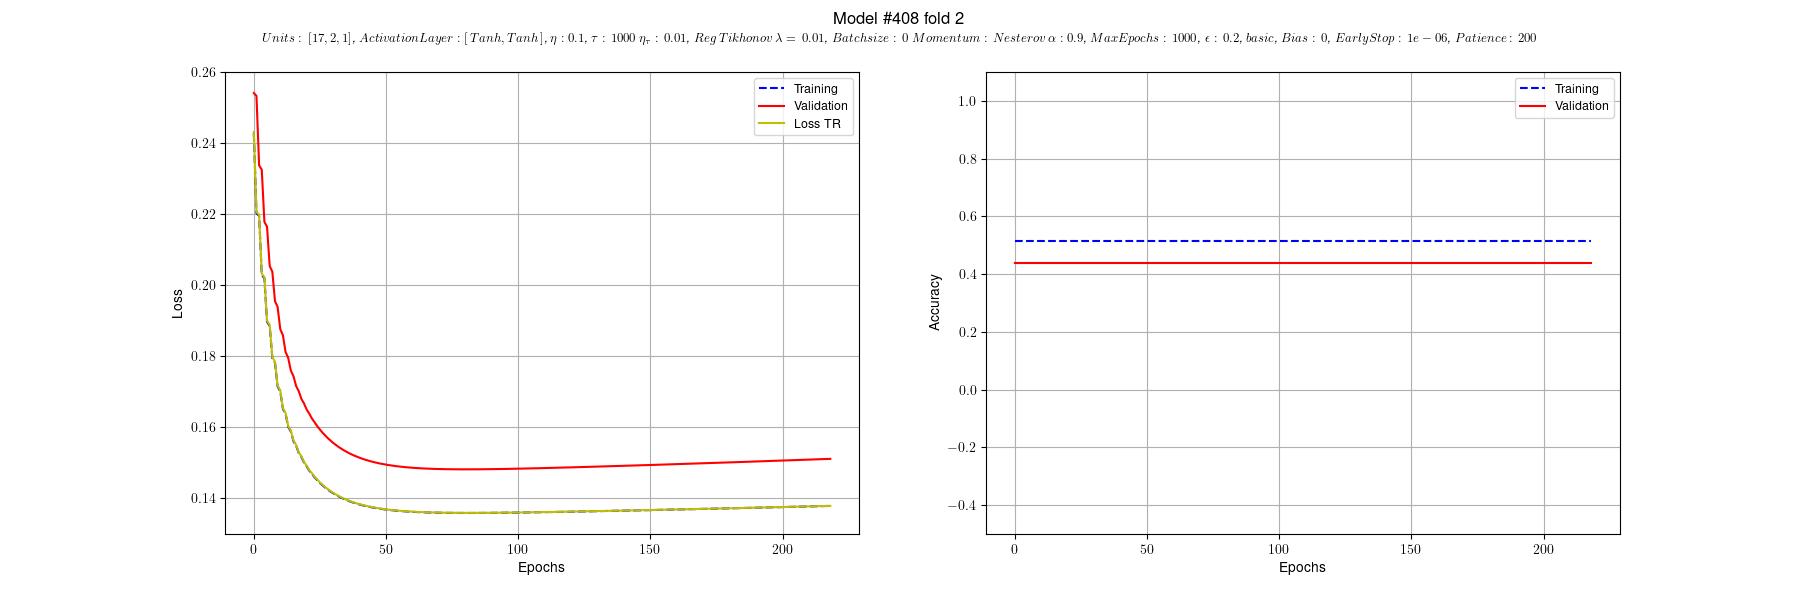 Model #408 fold 2
Units : [17, 2, 1], ActivationLayer : [Tanh, Tanh], η : 0.1, τ : 1000 ητ : 0.01, Reg Tikhonov λ = 0.01, Batchsize : 0 Momentum : Nesterov α : 0.9, MaxEpochs : 1000, ϵ : 0.2, basic, Bias : 0, EarlyStop : 1e − 06, Patience : 200
0.26
0.24
0.22
0.20
0.18
0.16
0.14
Loss
0
50
100
150
200
Epochs
Training
Validation
Loss TR
1.0
0.8
0.6
0.4
0.2
0.0
−0.2
−0.4
Accuracy
0
50
100
150
200
Epochs
Training
Validation